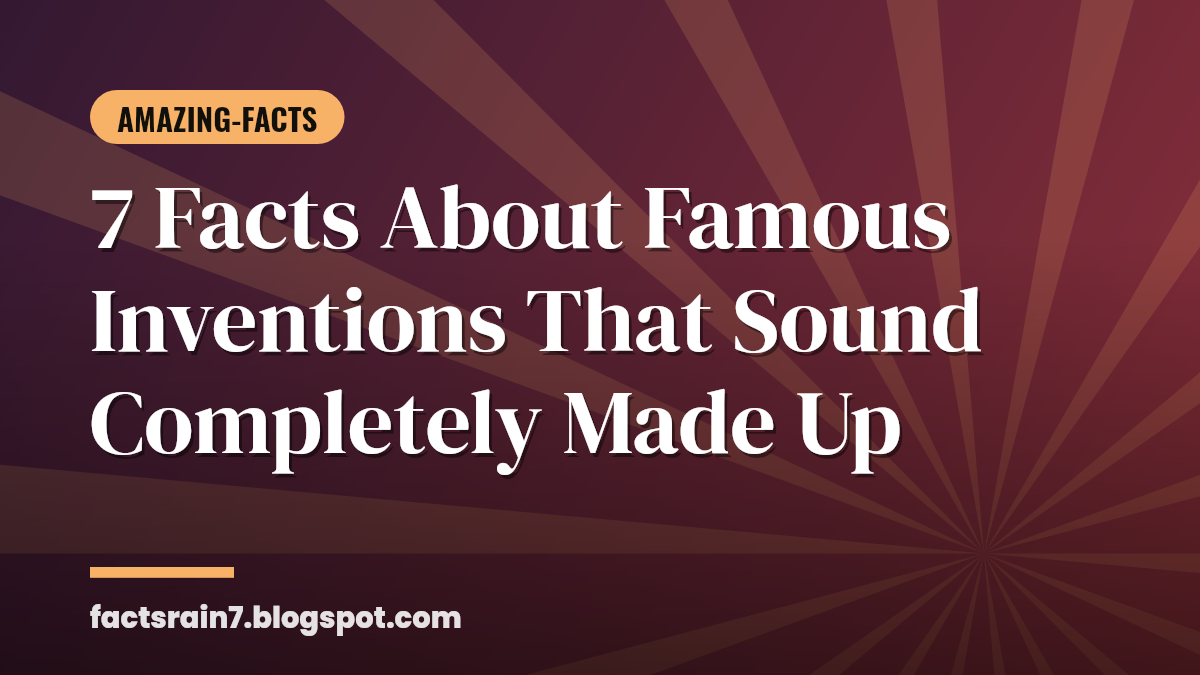 AMAZING-FACTS
7 Facts About Famous
Inventions That Sound
Completely Made Up
factsrain7.blogspot.com